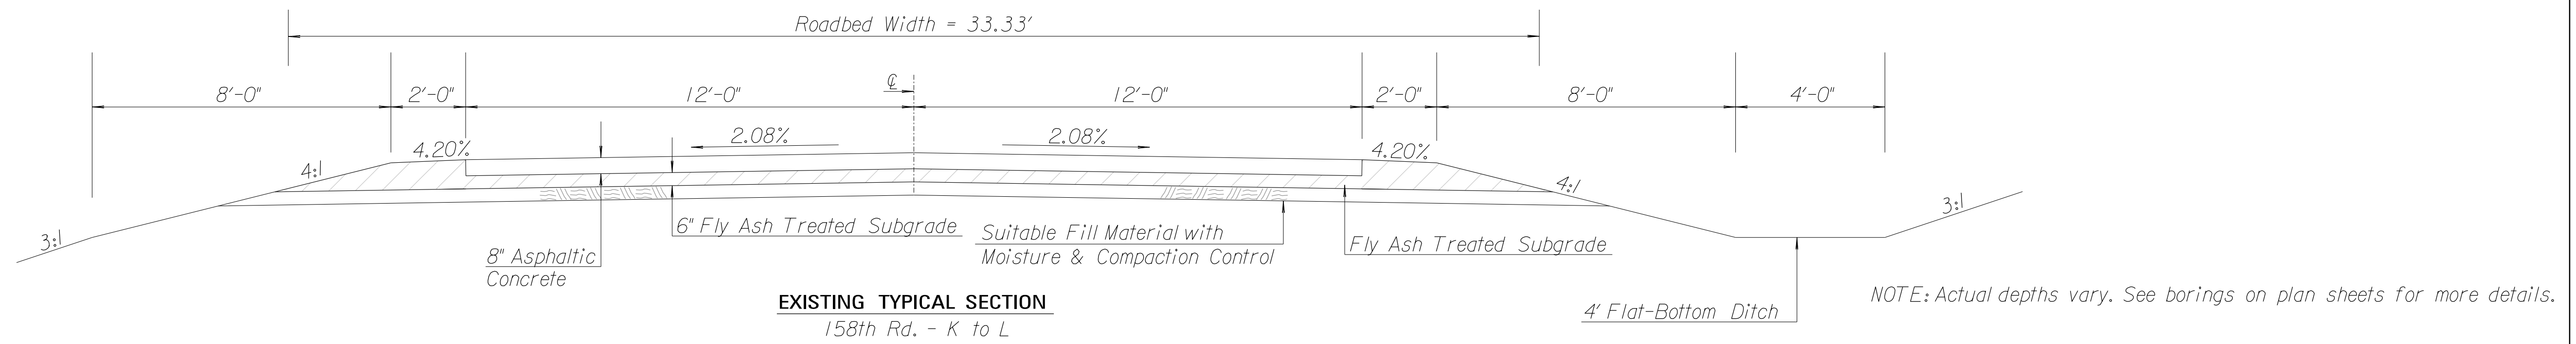 Roadbed Width = 33.33'
8'-0" 2'-0" 12'-0" ℄ 12'-0" 2'-0" 8'-0" 4'-0"
2.08% 2.08%
4.20% 4.20%
4:1 4:1
3:1 3:1
6" Fly Ash Treated Subgrade
8" Asphaltic
Concrete
Suitable Fill Material with
Moisture & Compaction Control
Fly Ash Treated Subgrade
4' Flat-Bottom Ditch
NOTE: Actual depths vary. See borings on plan sheets for more details.
EXISTING TYPICAL SECTION
158th Rd. - K to L